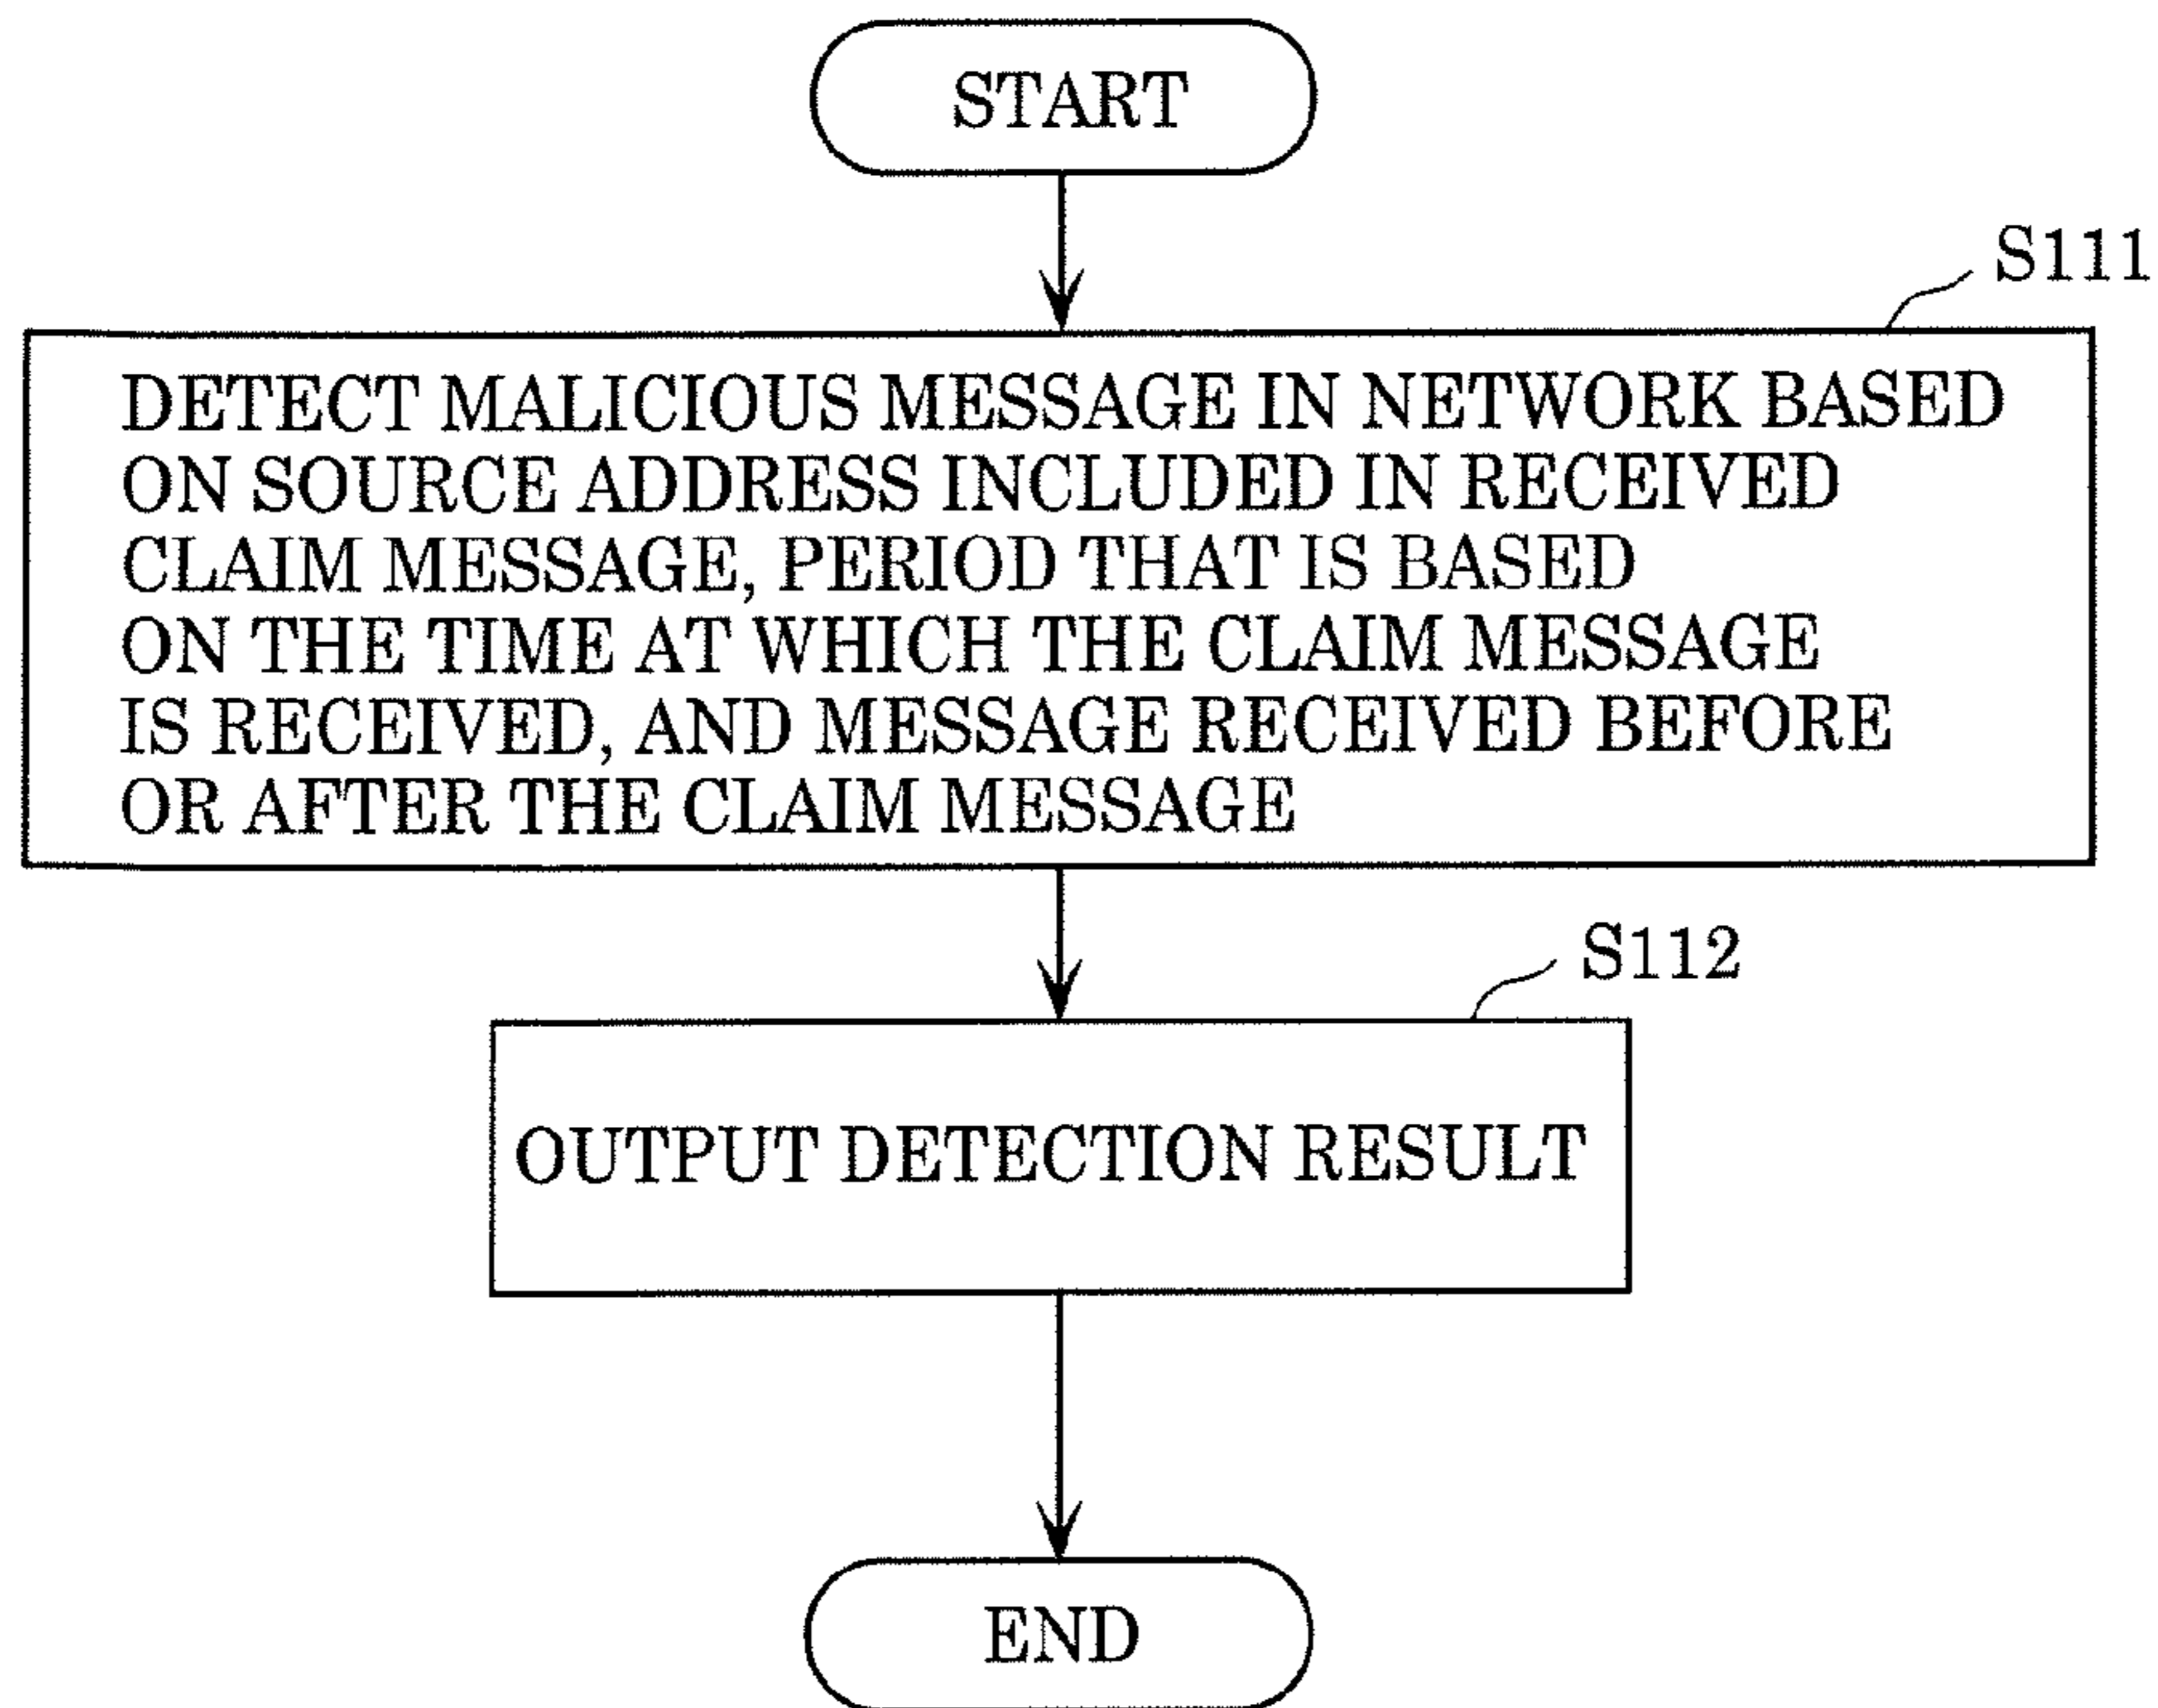 START
S111
DETECT MALICIOUS MESSAGE IN NETWORK BASED
ON SOURCE ADDRESS INCLUDED IN RECEIVED
CLAIM MESSAGE, PERIOD THAT IS BASED
ON THE TIME AT WHICH THE CLAIM MESSAGE
IS RECEIVED, AND MESSAGE RECEIVED BEFORE
OR AFTER THE CLAIM MESSAGE
S112
OUTPUT DETECTION RESULT
END